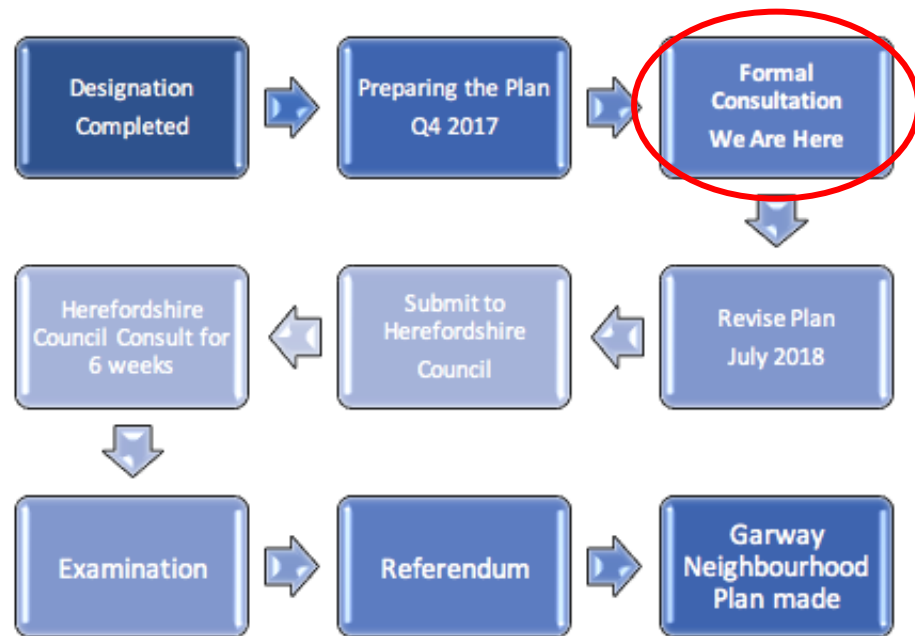 Designation
Completed
Preparing the Plan
Q4 2017
Formal
Consultation
We Are Here
Revise Plan
July 2018
Submit to
Herefordshire
Council
Herefordshire
Council Consult for
6 weeks
Examination
Referendum
Garway
Neighbourhood
Plan made